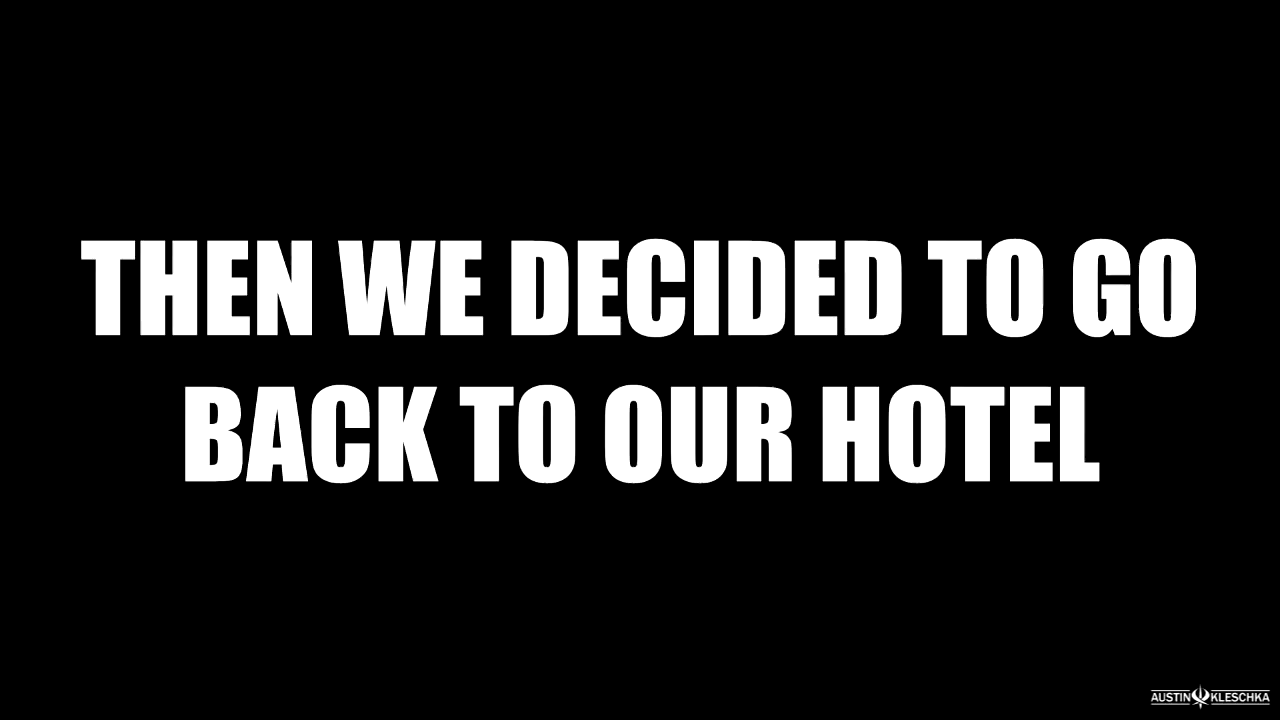 THEN WE DECIDED TO GO
BACK TO OUR HOTEL
AUSTIN KLESCHKA